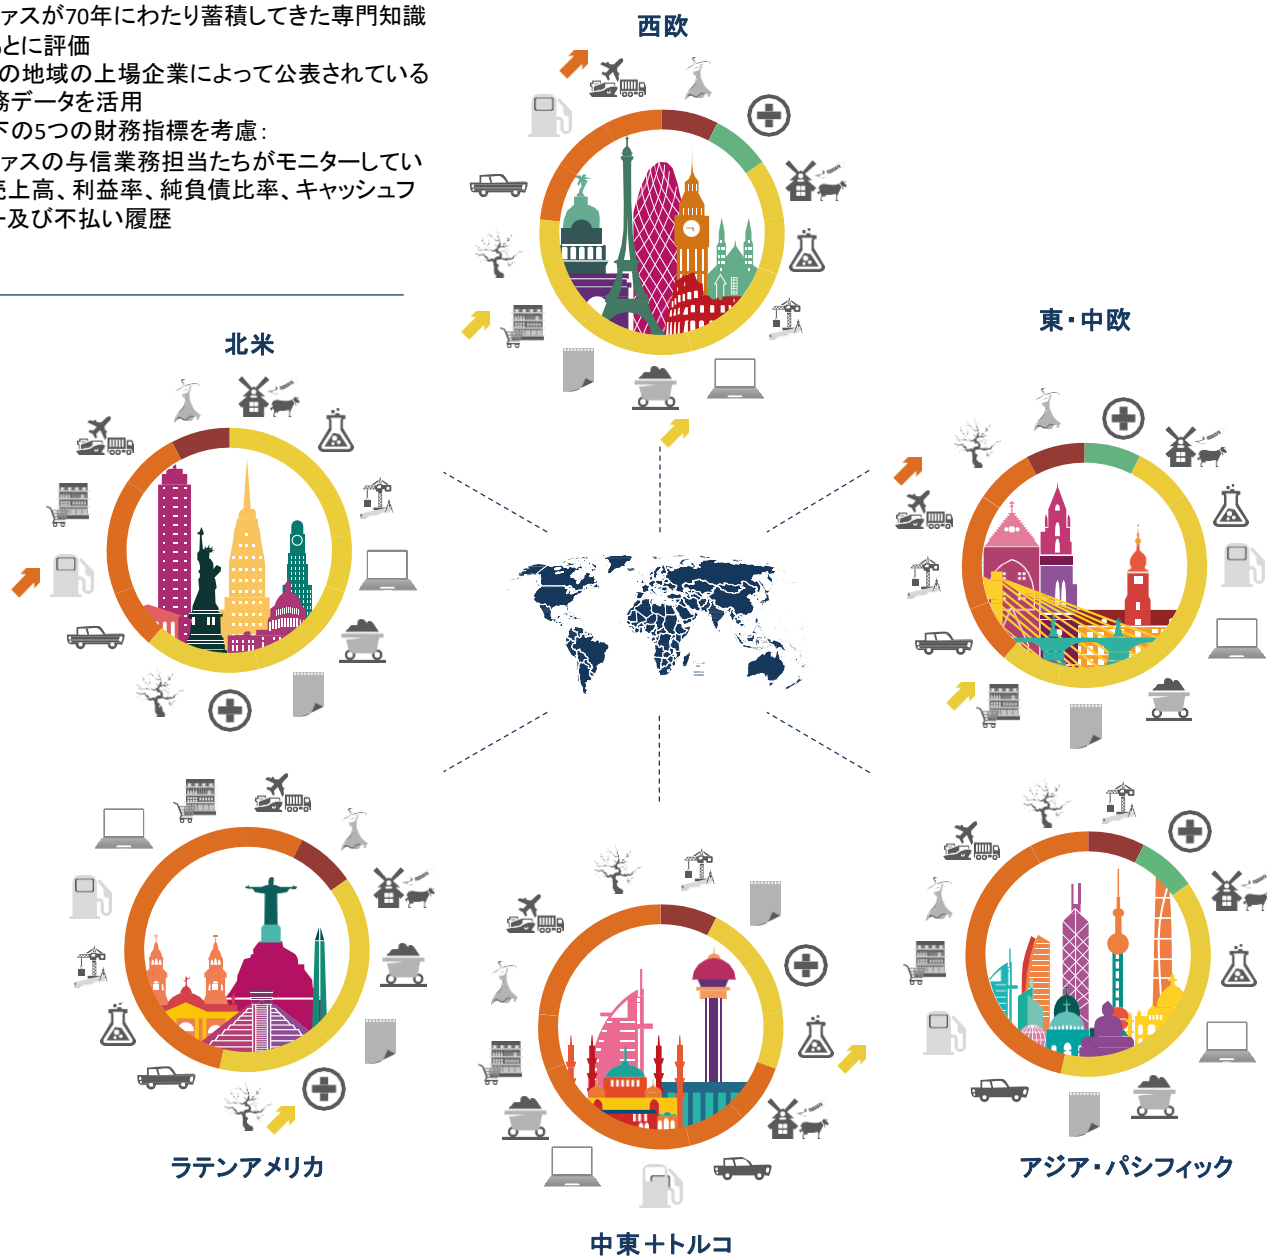 ァスが70年にわたり蓄積してきた専門知識
とに評価
の地域の上場企業によって公表されている
務データを活用
下の5つの財務指標を考慮：
ァスの与信業務担当たちがモニターしてい
売上高、利益率、純負債比率、キャッシュフ
ー及び不払い履歴
西欧
北米
東・中欧
ラテンアメリカ
アジア・パシフィック
中東＋トルコ